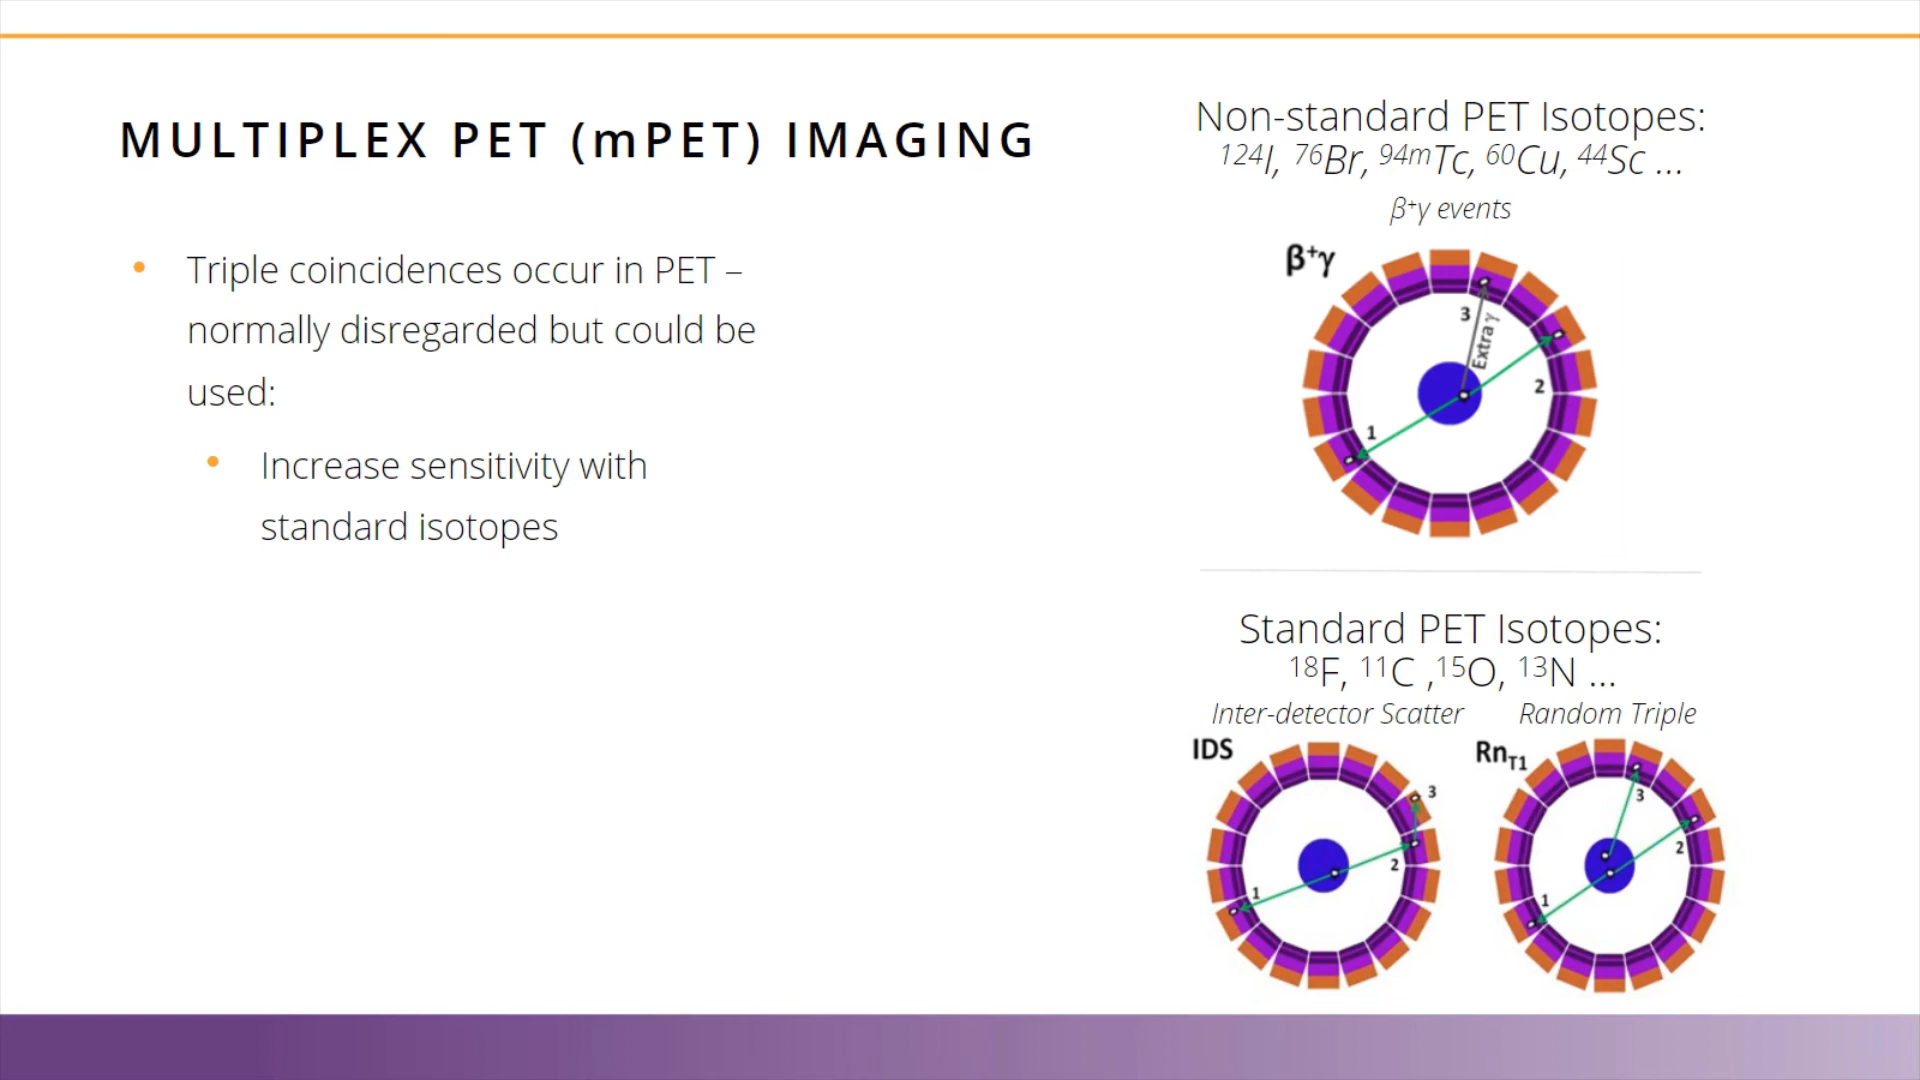 MULTIPLEX PET (mPET) IMAGING
• Triple coincidences occur in PET –
normally disregarded but could be
used:
• Increase sensitivity with
standard isotopes
Non-standard PET Isotopes:
¹²⁴I, ⁷⁶Br, ⁹⁴ᵐTc, ⁶⁰Cu, ⁴⁴Sc ...
β⁺γ events
β⁺γ
3
Extra γ
2
1
Standard PET Isotopes:
¹⁸F, ¹¹C ,¹⁵O, ¹³N ...
Inter-detector Scatter
IDS
3
2
1
Random Triple
Rn_T1
3
2
1